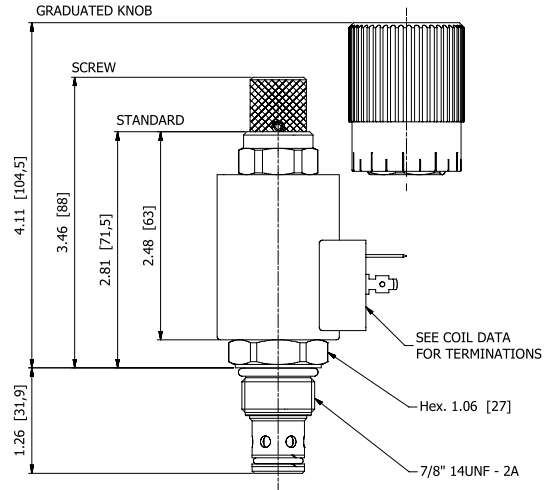 GRADUATED KNOB
SCREW
STANDARD
4.11 [104,5]
3.46 [88]
2.81 [71,5]
2.48 [63]
SEE COIL DATA
FOR TERMINATIONS
1.26 [31,9]
Hex. 1.06 [27]
7/8" 14UNF - 2A